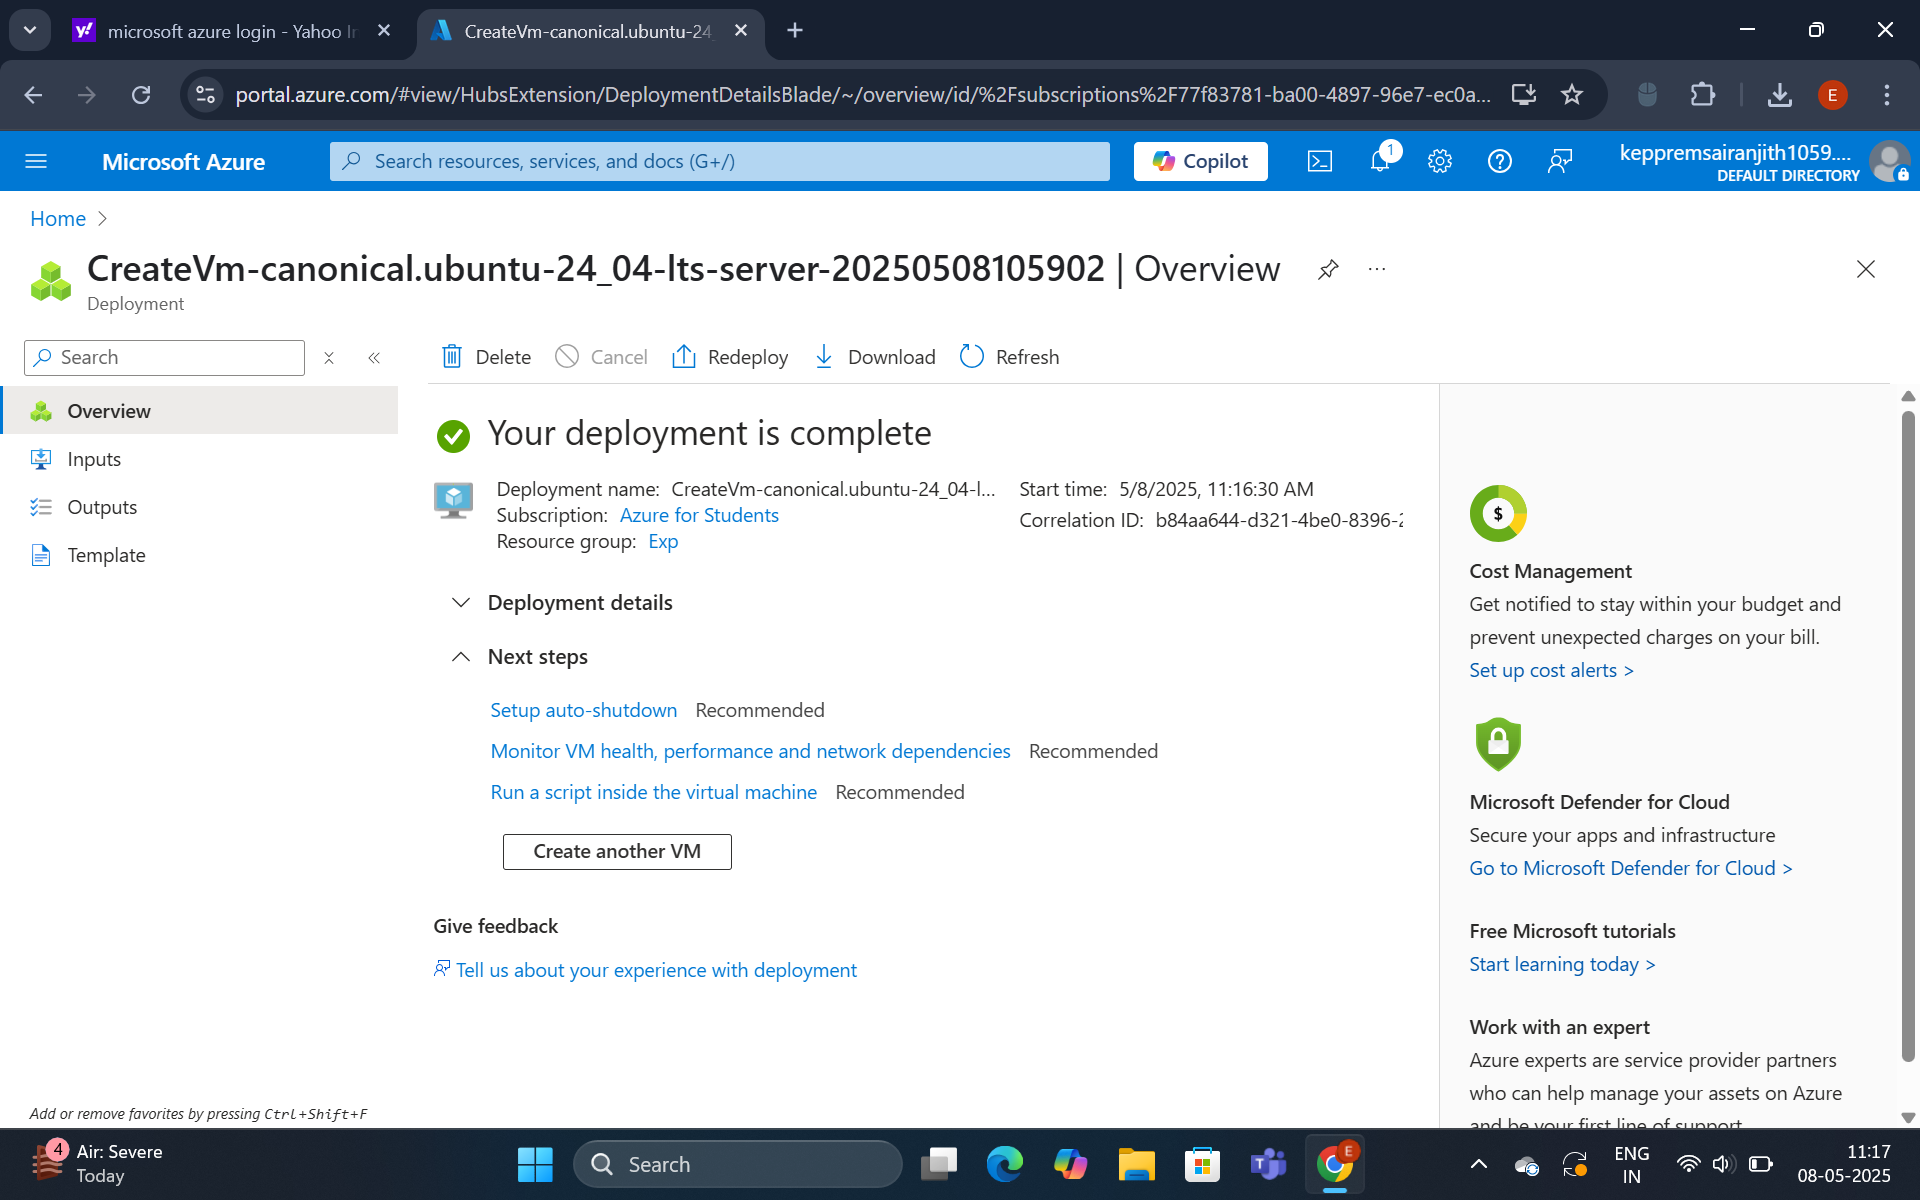 microsoft azure login - Yahoo I
CreateVm-canonical.ubuntu-24_
portal.azure.com/#view/HubsExtension/DeploymentDetailsBlade/~/overview/id/%2Fsubscriptions%2F77f83781-ba00-4897-96e7-ec0a...
E
Microsoft Azure
Search resources, services, and docs (G+/)
Copilot
1
keppremsairanjith1059....
DEFAULT DIRECTORY
Home
CreateVm-canonical.ubuntu-24_04-lts-server-20250508105902 | Overview
Deployment
Search
Delete
Cancel
Redeploy
Download
Refresh
Overview
Inputs
Outputs
Template
Your deployment is complete
Deployment name: CreateVm-canonical.ubuntu-24_04-l...
Subscription: Azure for Students
Resource group: Exp
Start time: 5/8/2025, 11:16:30 AM
Correlation ID: b84aa644-d321-4be0-8396-2
Deployment details
Next steps
Setup auto-shutdown Recommended
Monitor VM health, performance and network dependencies Recommended
Run a script inside the virtual machine Recommended
Create another VM
Give feedback
Tell us about your experience with deployment
$
Cost Management
Get notified to stay within your budget and
prevent unexpected charges on your bill.
Set up cost alerts >
Microsoft Defender for Cloud
Secure your apps and infrastructure
Go to Microsoft Defender for Cloud >
Free Microsoft tutorials
Start learning today >
Work with an expert
Azure experts are service provider partners
who can help manage your assets on Azure
and be your first line of support.
Add or remove favorites by pressing Ctrl+Shift+F
4
Air: Severe
Today
Search
E
ENG
IN
11:17
08-05-2025